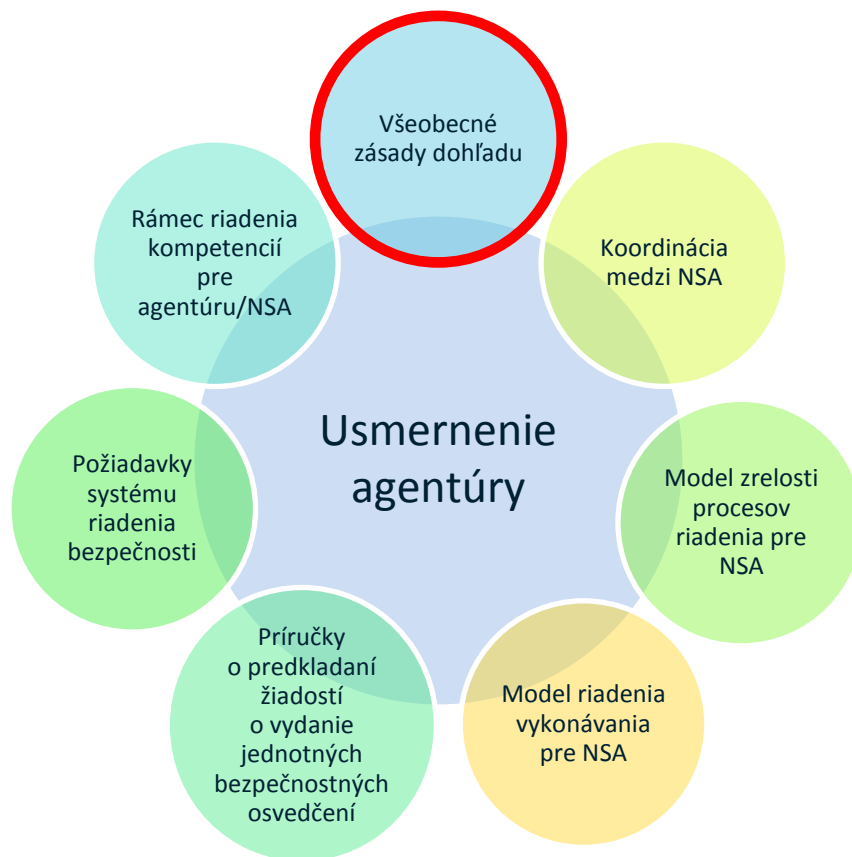 Všeobecné
zásady dohľadu
Koordinácia
medzi NSA
Model zrelosti
procesov
riadenia pre
NSA
Model riadenia
vykonávania
pre NSA
Príručky
o predkladaní
žiadostí
o vydanie
jednotných
bezpečnostných
osvedčení
Požiadavky
systému
riadenia
bezpečnosti
Rámec riadenia
kompetencií
pre
agentúru/NSA
Usmernenie
agentúry